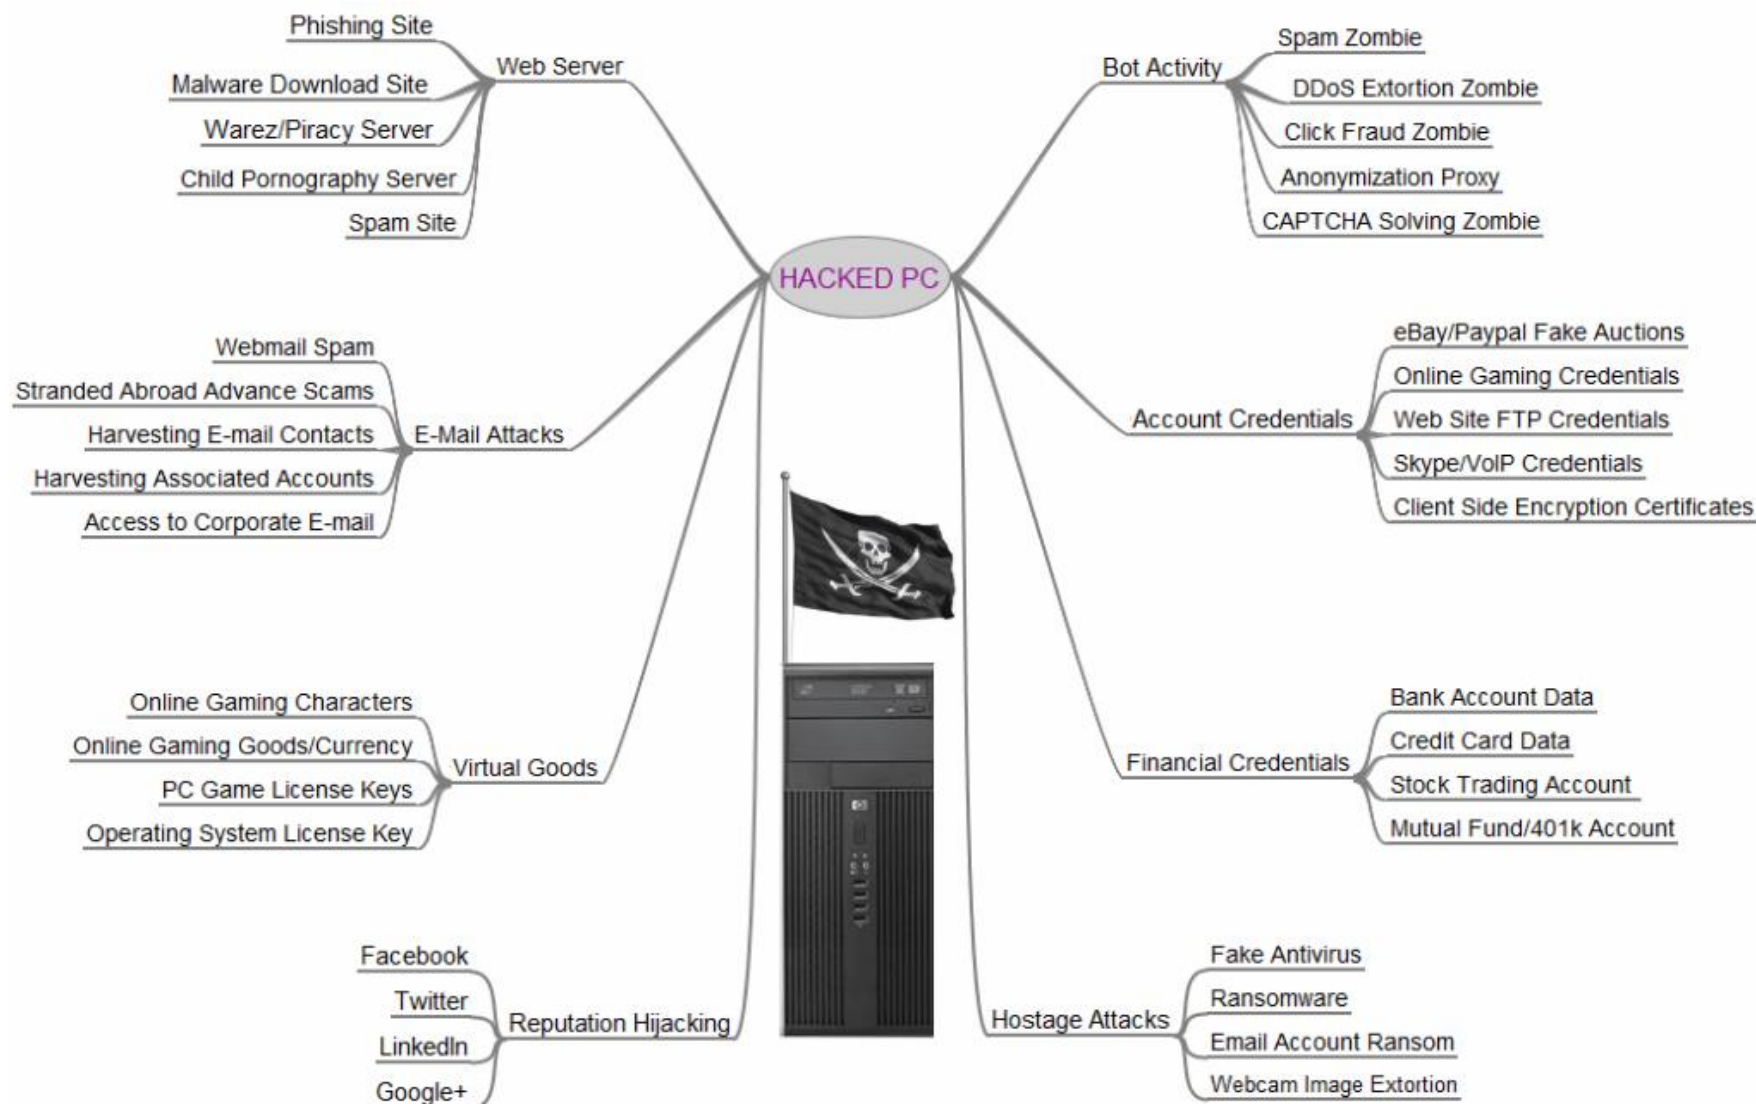 Phishing Site
Malware Download Site
Warez/Piracy Server
Child Pornography Server
Spam Site
Web Server
Webmail Spam
Stranded Abroad Advance Scams
Harvesting E-mail Contacts
Harvesting Associated Accounts
Access to Corporate E-mail
E-Mail Attacks
Online Gaming Characters
Online Gaming Goods/Currency
PC Game License Keys
Operating System License Key
Virtual Goods
Facebook
Twitter
LinkedIn
Google+
Reputation Hijacking
HACKED PC
Bot Activity
Spam Zombie
DDoS Extortion Zombie
Click Fraud Zombie
Anonymization Proxy
CAPTCHA Solving Zombie
Account Credentials
eBay/Paypal Fake Auctions
Online Gaming Credentials
Web Site FTP Credentials
Skype/VoIP Credentials
Client Side Encryption Certificates
Financial Credentials
Bank Account Data
Credit Card Data
Stock Trading Account
Mutual Fund/401k Account
Hostage Attacks
Fake Antivirus
Ransomware
Email Account Ransom
Webcam Image Extortion
hp